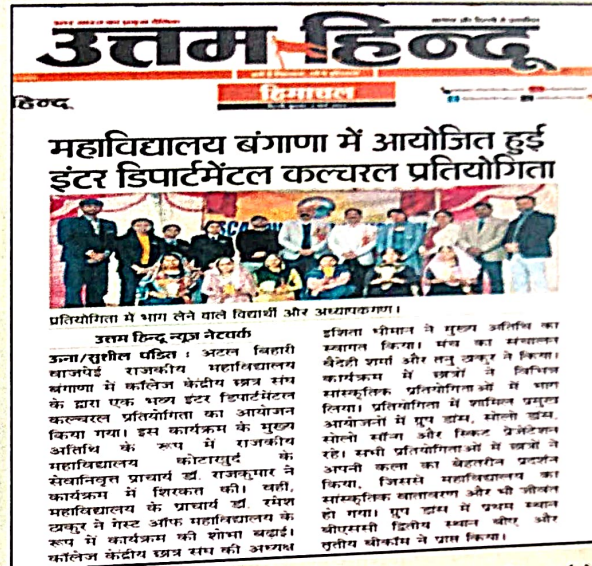 उत्तम हिन्दू
हिन्दू
हिमाचल
महाविद्यालय बंगाणा में आयोजित हुई
इंटर डिपार्टमेंटल कल्चरल प्रतियोगिता
प्रतियोगिता में भाग लेने वाले विद्यार्थी और अध्यापकगण।
उत्तम हिन्दू न्यूज नेटवर्क
ऊना/सुशील पंडित : अटल बिहारी
वाजपेई राजकीय महाविद्यालय
बंगाणा में कॉलेज केंद्रीय छात्र संघ
के द्वारा एक भव्य इंटर डिपार्टमेंटल
कल्चरल प्रतियोगिता का आयोजन
किया गया। इस कार्यक्रम के मुख्य
अतिथि के रूप में राजकीय
महाविद्यालय कोटाखुर्द के
सेवानिवृत्त प्राचार्य डॉ. राजकुमार ने
कार्यक्रम में शिरकत की। वहीं,
महाविद्यालय के प्राचार्य डॉ. रमेश
ठाकुर ने गेस्ट ऑफ महाविद्यालय के
रूप में कार्यक्रम की शोभा बढ़ाई।
कॉलेज केंद्रीय छात्र संघ की अध्यक्ष
इशिता धीमान ने मुख्य अतिथि का
स्वागत किया। मंच का संचालन
वैदेही शर्मा और तनु ठाकुर ने किया।
कार्यक्रम में छात्रों ने विभिन्न
सांस्कृतिक प्रतियोगिताओं में भाग
लिया। प्रतियोगिता में शामिल प्रमुख
आयोजनों में ग्रुप डांस, सोलो डांस,
सोलो सॉन्ग और स्किट प्रेजेंटेशन
रहे। सभी प्रतियोगिताओं में छात्रों ने
अपनी कला का बेहतरीन प्रदर्शन
किया, जिससे महाविद्यालय का
सांस्कृतिक वातावरण और भी जीवंत
हो गया। ग्रुप डांस में प्रथम स्थान
बीएससी द्वितीय स्थान बीए और
तृतीय बीकॉम ने प्राप्त किया।